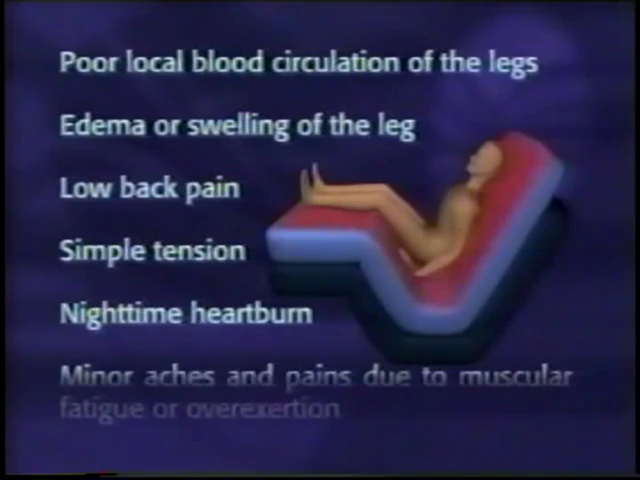 Poor local blood circulation of the legs
Edema or swelling of the leg
Low back pain
Simple tension
Nighttime heartburn
Minor aches and pains due to muscular
fatigue or overexertion